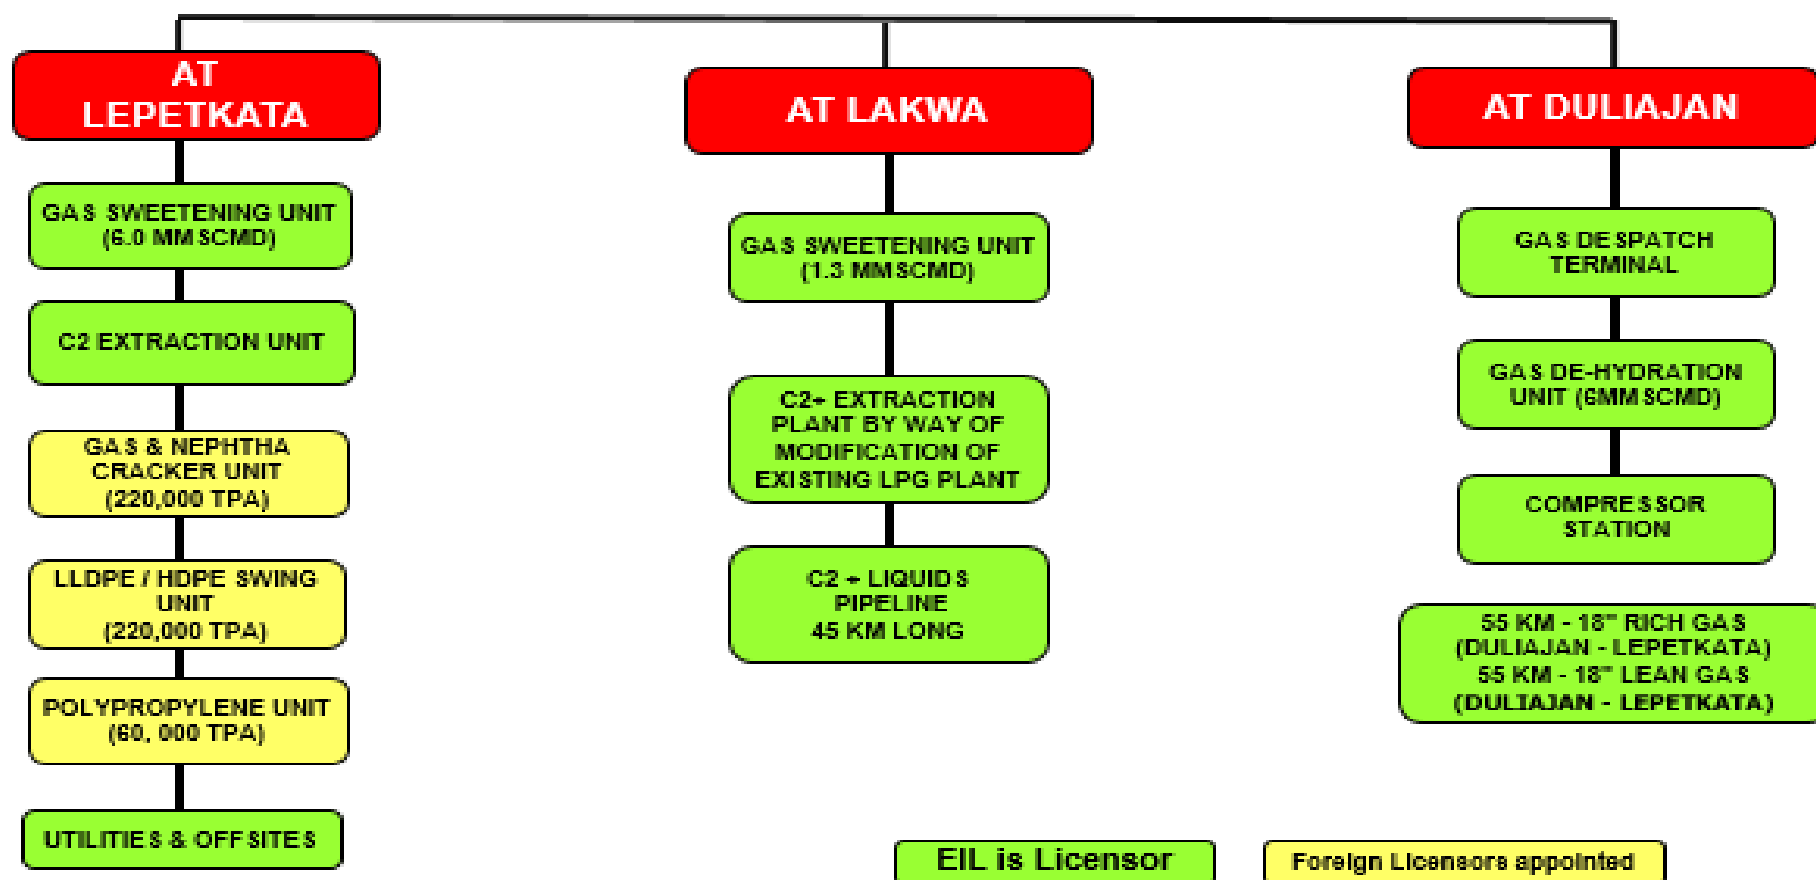 AT
LEPETKATA
GAS SWEETENING UNIT
(6.0 MMSCMD)
C2 EXTRACTION UNIT
GAS & NEPHTHA
CRACKER UNIT
(220,000 TPA)
LLDPE / HDPE SWING
UNIT
(220,000 TPA)
POLYPROPYLENE UNIT
(60, 000 TPA)
UTILITIES & OFFSITES
AT LAKWA
GAS SWEETENING UNIT
(1.3 MMSCMD)
C2+ EXTRACTION
PLANT BY WAY OF
MODIFICATION OF
EXISTING LPG PLANT
C2 + LIQUIDS
PIPELINE
45 KM LONG
AT DULIAJAN
GAS DESPATCH
TERMINAL
GAS DE-HYDRATION
UNIT (6MMSCMD)
COMPRESSOR
STATION
55 KM - 18" RICH GAS
(DULIAJAN - LEPETKATA)
55 KM - 18" LEAN GAS
(DULIAJAN - LEPETKATA)
EIL is Licensor
Foreign Licensors appointed